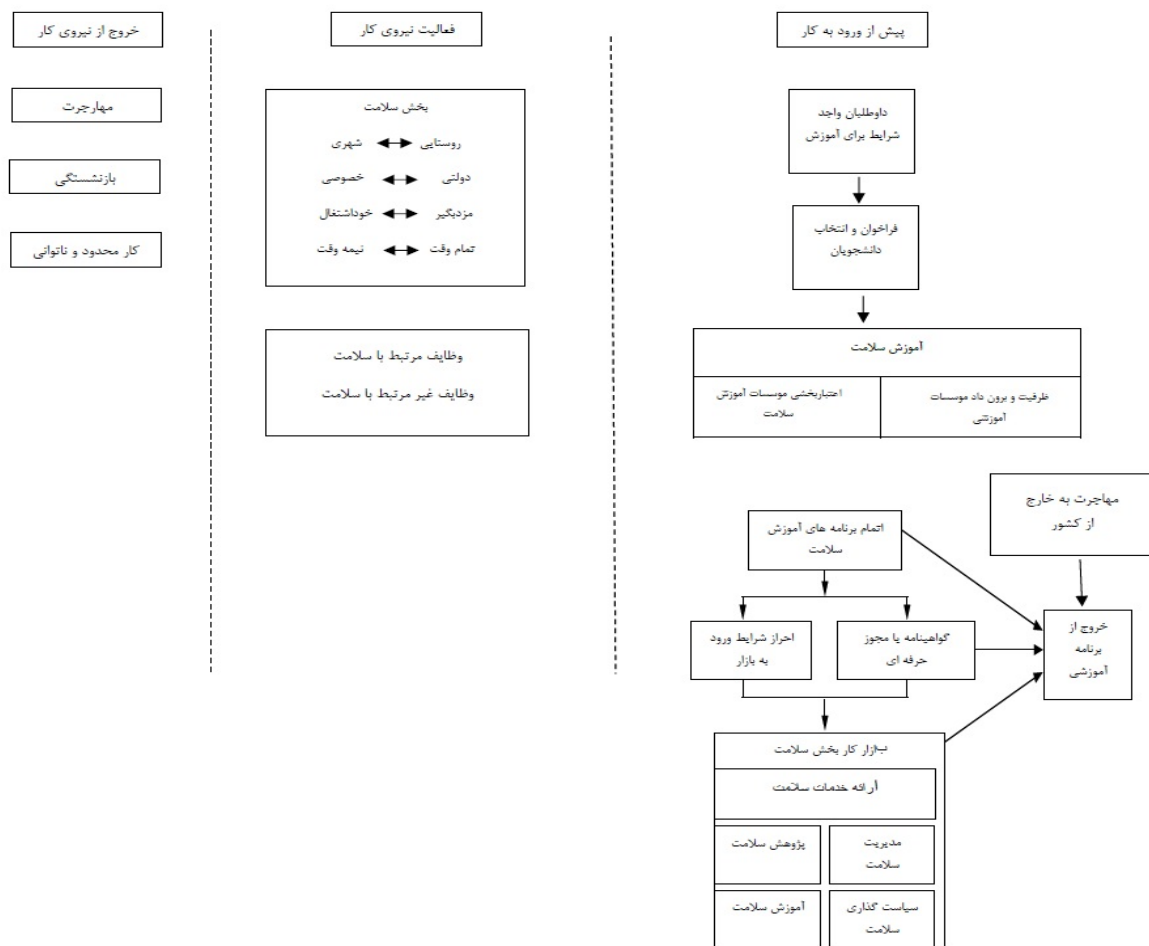 پیش از ورود به کار
فعالیت نیروی کار
خروج از نیروی کار
داوطلبان واجد
شرایط برای آموزش
فراخوان و انتخاب
دانشجویان
آموزش سلامت
ظرفیت و برون داد موسسات
آموزشی
اعتباربخشی موسسات آموزش
سلامت
مهاجرت به خارج
از کشور
اتمام برنامه های آموزش
سلامت
خروج از
برنامه
آموزشی
گواهینامه یا مجوز
حرفه ای
احراز شرایط ورود
به بازار
بازار کار بخش سلامت
أرائه خدمات سلامت
مدیریت
سلامت
پژوهش سلامت
سیاست گذاری
سلامت
آموزش سلامت
بخش سلامت
روستایی شهری
دولتی خصوصی
مزدبگیر خوداشتغال
تمام وقت نیمه وقت
وظایف مرتبط با سلامت
وظایف غیر مرتبط با سلامت
مهارجرت
بازنشستگی
کار محدود و ناتوانی